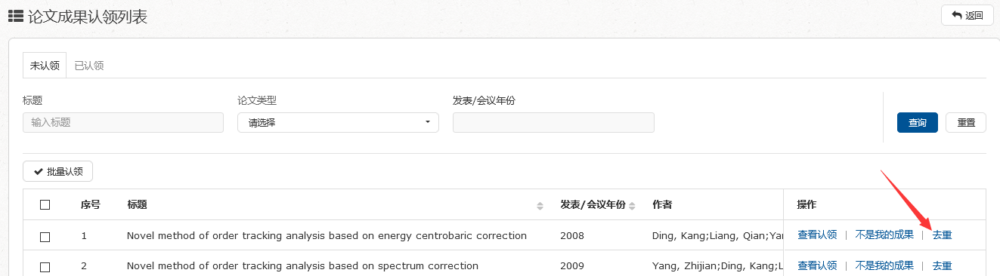 论文成果认领列表
返回
未认领 已认领
标题 论文类型 发表/会议年份
输入标题 请选择 查询 重置
批量认领
序号 标题 发表/会议年份 作者 操作
1 Novel method of order tracking analysis based on energy centrobaric correction 2008 Ding, Kang;Liang, Qian;Yan 查看认领 | 不是我的成果 | 去重
2 Novel method of order tracking analysis based on spectrum correction 2009 Yang, Zhijian;Ding, Kang;L 查看认领 | 不是我的成果 | 去重